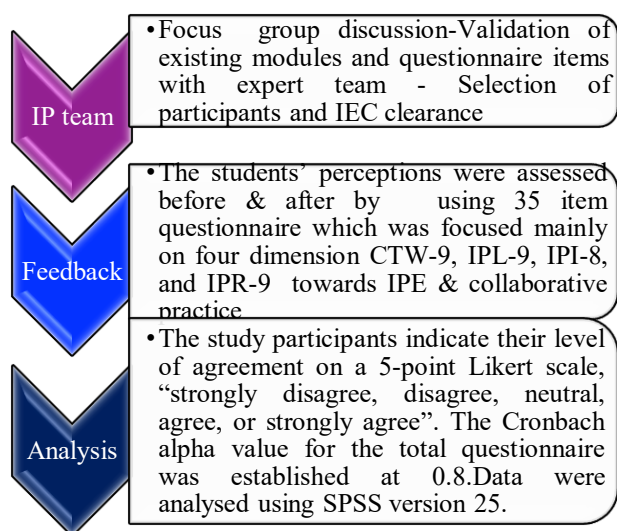 IP team
•Focus group discussion-Validation
of existing modules and questionnaire items
with expert team - Selection of
participants and IEC clearance
Feedback
•The students’ perceptions were assessed
before & after by using 35 item
questionnaire which was focused mainly
on four dimension CTW-9, IPL-9, IPI-8,
and IPR-9 towards IPE & collaborative
practice
Analysis
•The study participants indicate their level
of agreement on a 5-point Likert scale,
“strongly disagree, disagree, neutral,
agree, or strongly agree”. The Cronbach
alpha value for the total questionnaire
was established at 0.8.Data were
analysed using SPSS version 25.